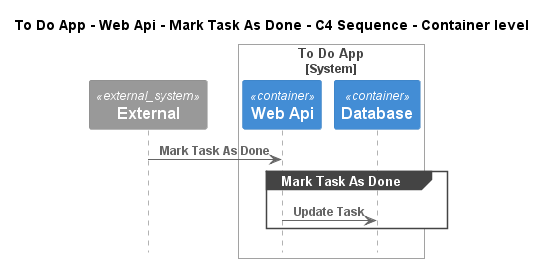 To Do App - Web Api - Mark Task As Done - C4 Sequence - Container level
To Do App
[System]
«external_system»
External
«container»
Web Api
«container»
Database
Mark Task As Done
Mark Task As Done
Update Task